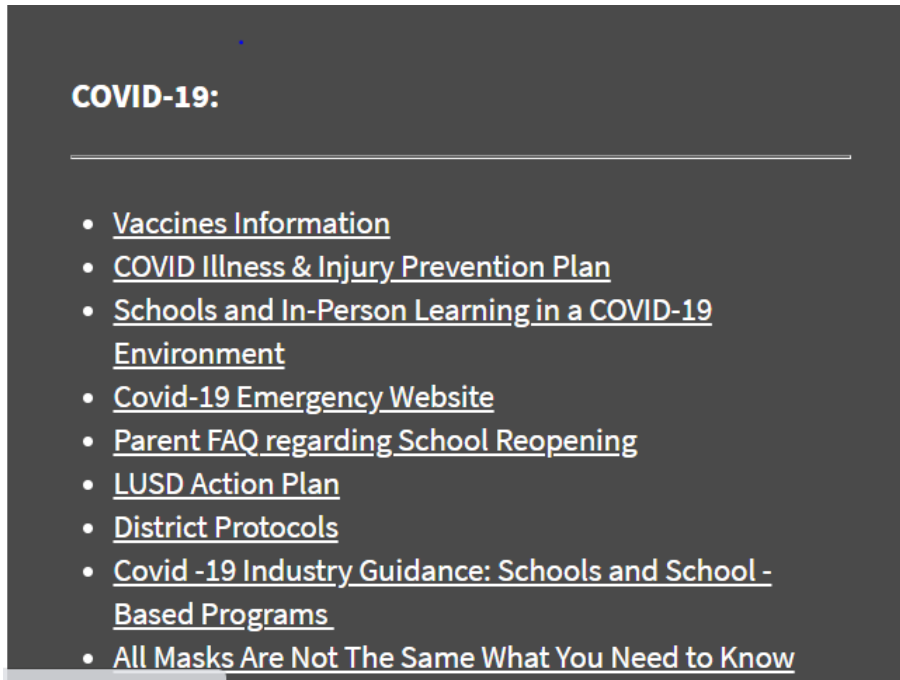 COVID-19:
• Vaccines Information
• COVID Illness & Injury Prevention Plan
• Schools and In-Person Learning in a COVID-19
Environment
• Covid-19 Emergency Website
• Parent FAQ regarding School Reopening
• LUSD Action Plan
• District Protocols
• Covid -19 Industry Guidance: Schools and School -
Based Programs
• All Masks Are Not The Same What You Need to Know